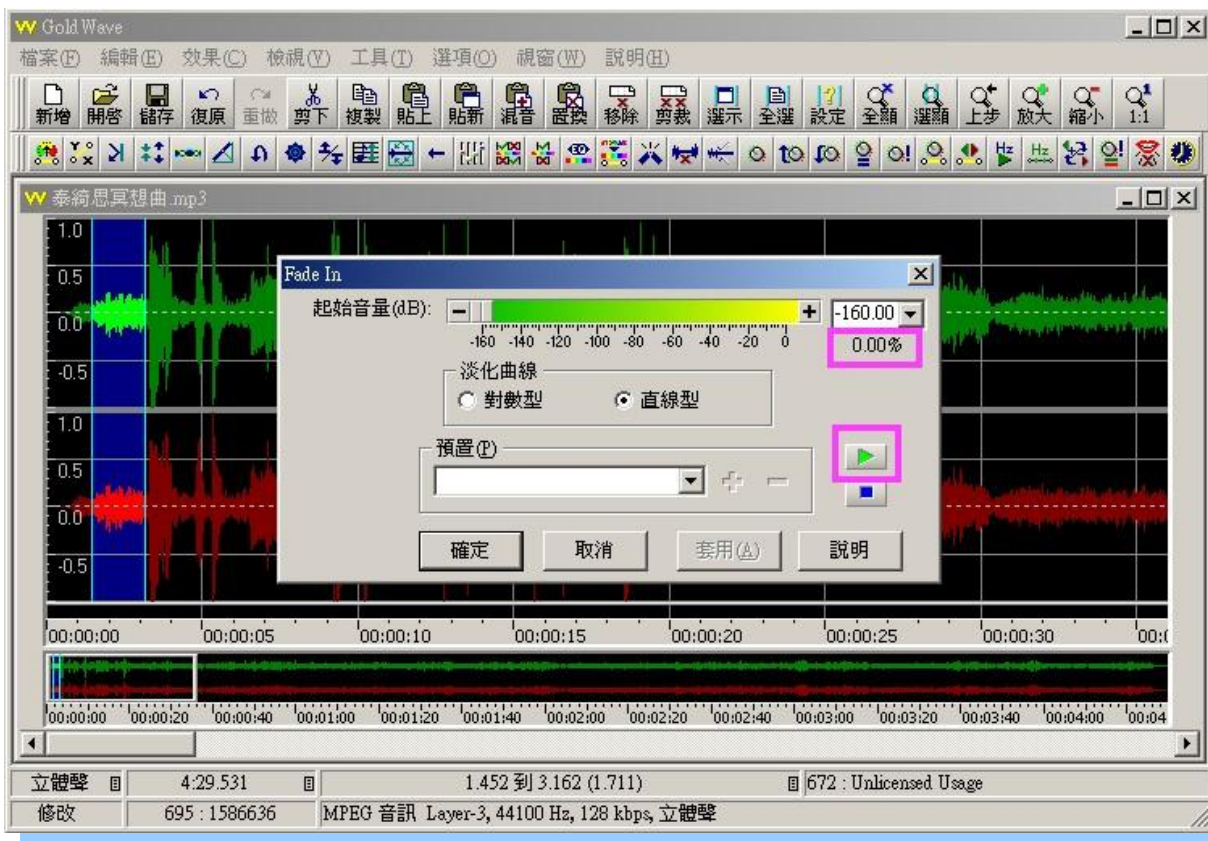 GoldWave
檔案(F) 編輯(E) 效果(C) 檢視(V) 工具(T) 選項(O) 視窗(W) 說明(H)
新增 開啓 儲存 復原 重做 剪下 複製 貼上 貼新 混音 置換 移除 剪裁 選示 全選 設定 全顯 選顯 上步 放大 縮小 1:1
Hz Hz
泰綺思冥想曲.mp3
1.0
0.5
0.0
-0.5
1.0
0.5
0.0
-0.5
Fade In
起始音量(dB):
-160.00
-160 -140 -120 -100 -80 -60 -40 -20 0
0.00%
淡化曲線
對數型 直線型
預置(P)
確定 取消 套用(A) 說明
00:00:00 00:00:05 00:00:10 00:00:15 00:00:20 00:00:25 00:00:30 00:0
00:00:00 00:00:20 00:00:40 00:01:00 00:01:20 00:01:40 00:02:00 00:02:20 00:02:40 00:03:00 00:03:20 00:03:40 00:04:00 00:04
立體聲 4:29.531 1.452 到 3.162 (1.711) 672 : Unlicensed Usage
修改 695 : 1586636 MPEG 音訊 Layer-3, 44100 Hz, 128 kbps, 立體聲